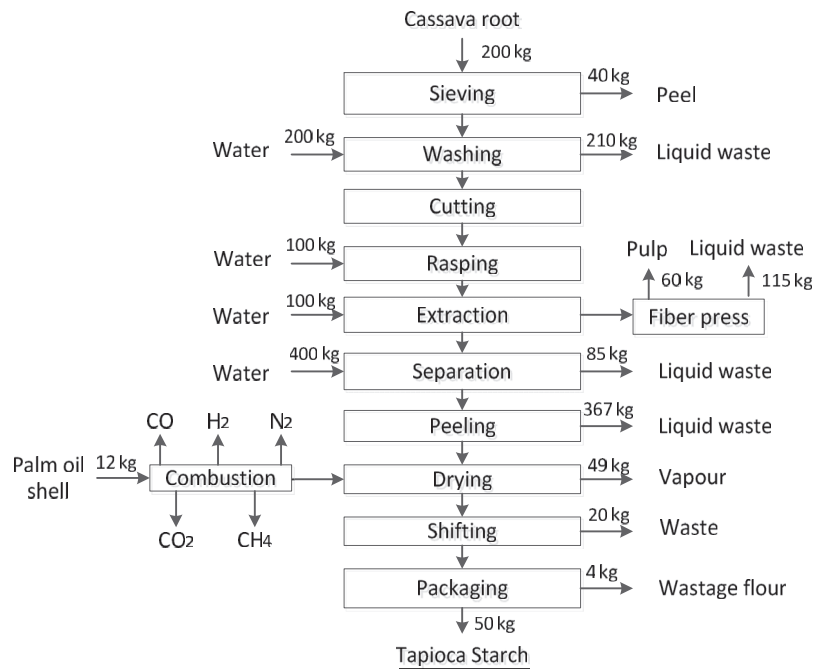 Cassava root
200 kg
40 kg
Sieving
Peel
Water
200 kg
Washing
210 kg
Liquid waste
Cutting
Water
100 kg
Rasping
Pulp
Liquid waste
60 kg
115 kg
Water
100 kg
Extraction
Fiber press
Water
400 kg
Separation
85 kg
Liquid waste
Peeling
367 kg
Liquid waste
CO
H2
N2
Palm oil
shell
12 kg
Combustion
Drying
49 kg
Vapour
CO2
CH4
Shifting
20 kg
Waste
Packaging
4 kg
Wastage flour
50 kg
Tapioca Starch